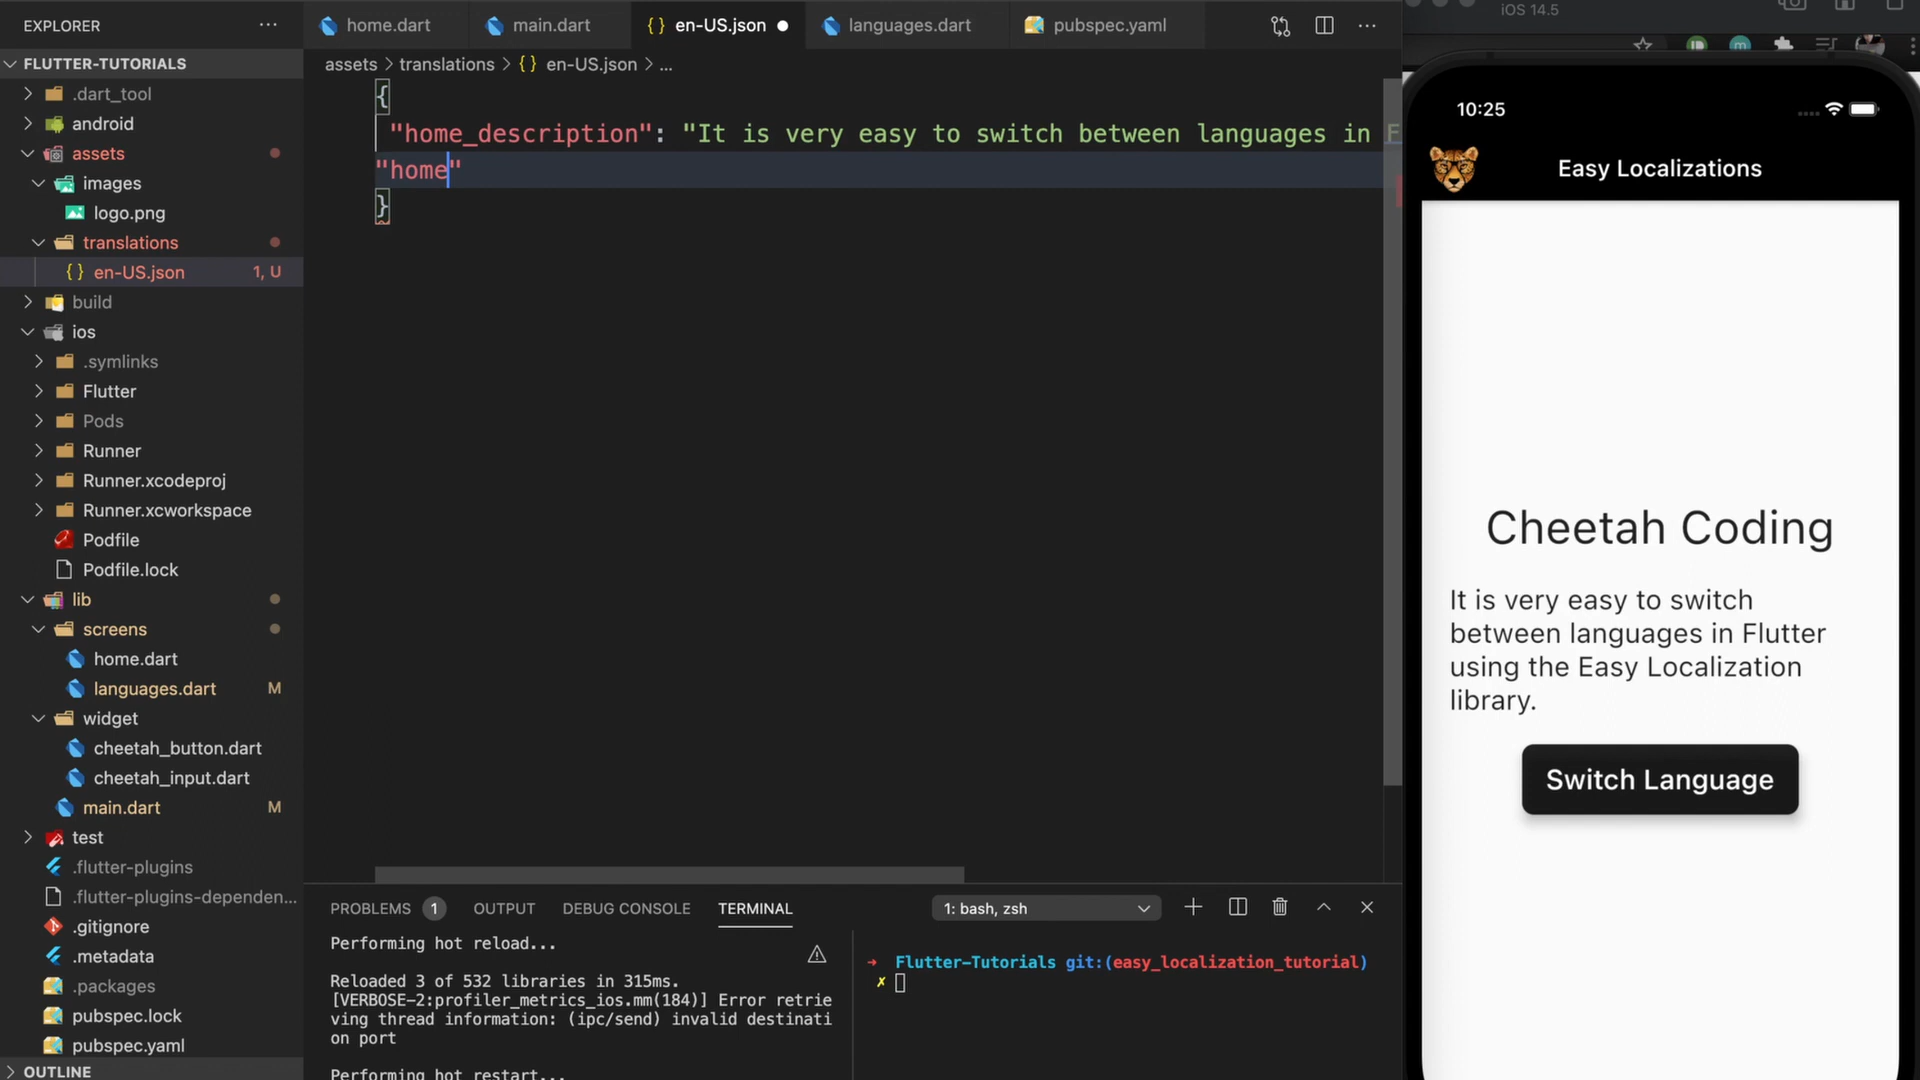 EXPLORER
FLUTTER-TUTORIALS
.dart_tool
android
assets
images
logo.png
translations
en-US.json 1, U
build
ios
.symlinks
Flutter
Pods
Runner
Runner.xcodeproj
Runner.xcworkspace
Podfile
Podfile.lock
lib
screens
home.dart
languages.dart M
widget
cheetah_button.dart
cheetah_input.dart
main.dart M
test
.flutter-plugins
.flutter-plugins-dependen...
.gitignore
.metadata
.packages
pubspec.lock
pubspec.yaml
OUTLINE
home.dart
main.dart
{} en-US.json
languages.dart
pubspec.yaml
assets > translations > {} en-US.json > ...
{
"home_description": "It is very easy to switch between languages in F
"home"
}
PROBLEMS 1
OUTPUT
DEBUG CONSOLE
TERMINAL
1: bash, zsh
Performing hot reload...
Reloaded 3 of 532 libraries in 315ms.
[VERBOSE-2:profiler_metrics_ios.mm(184)] Error retrie
ving thread information: (ipc/send) invalid destinati
on port
Performing hot restart...
→ Flutter-Tutorials git:(easy_localization_tutorial)
✗
iOS 14.5
10:25
Easy Localizations
Cheetah Coding
It is very easy to switch
between languages in Flutter
using the Easy Localization
library.
Switch Language